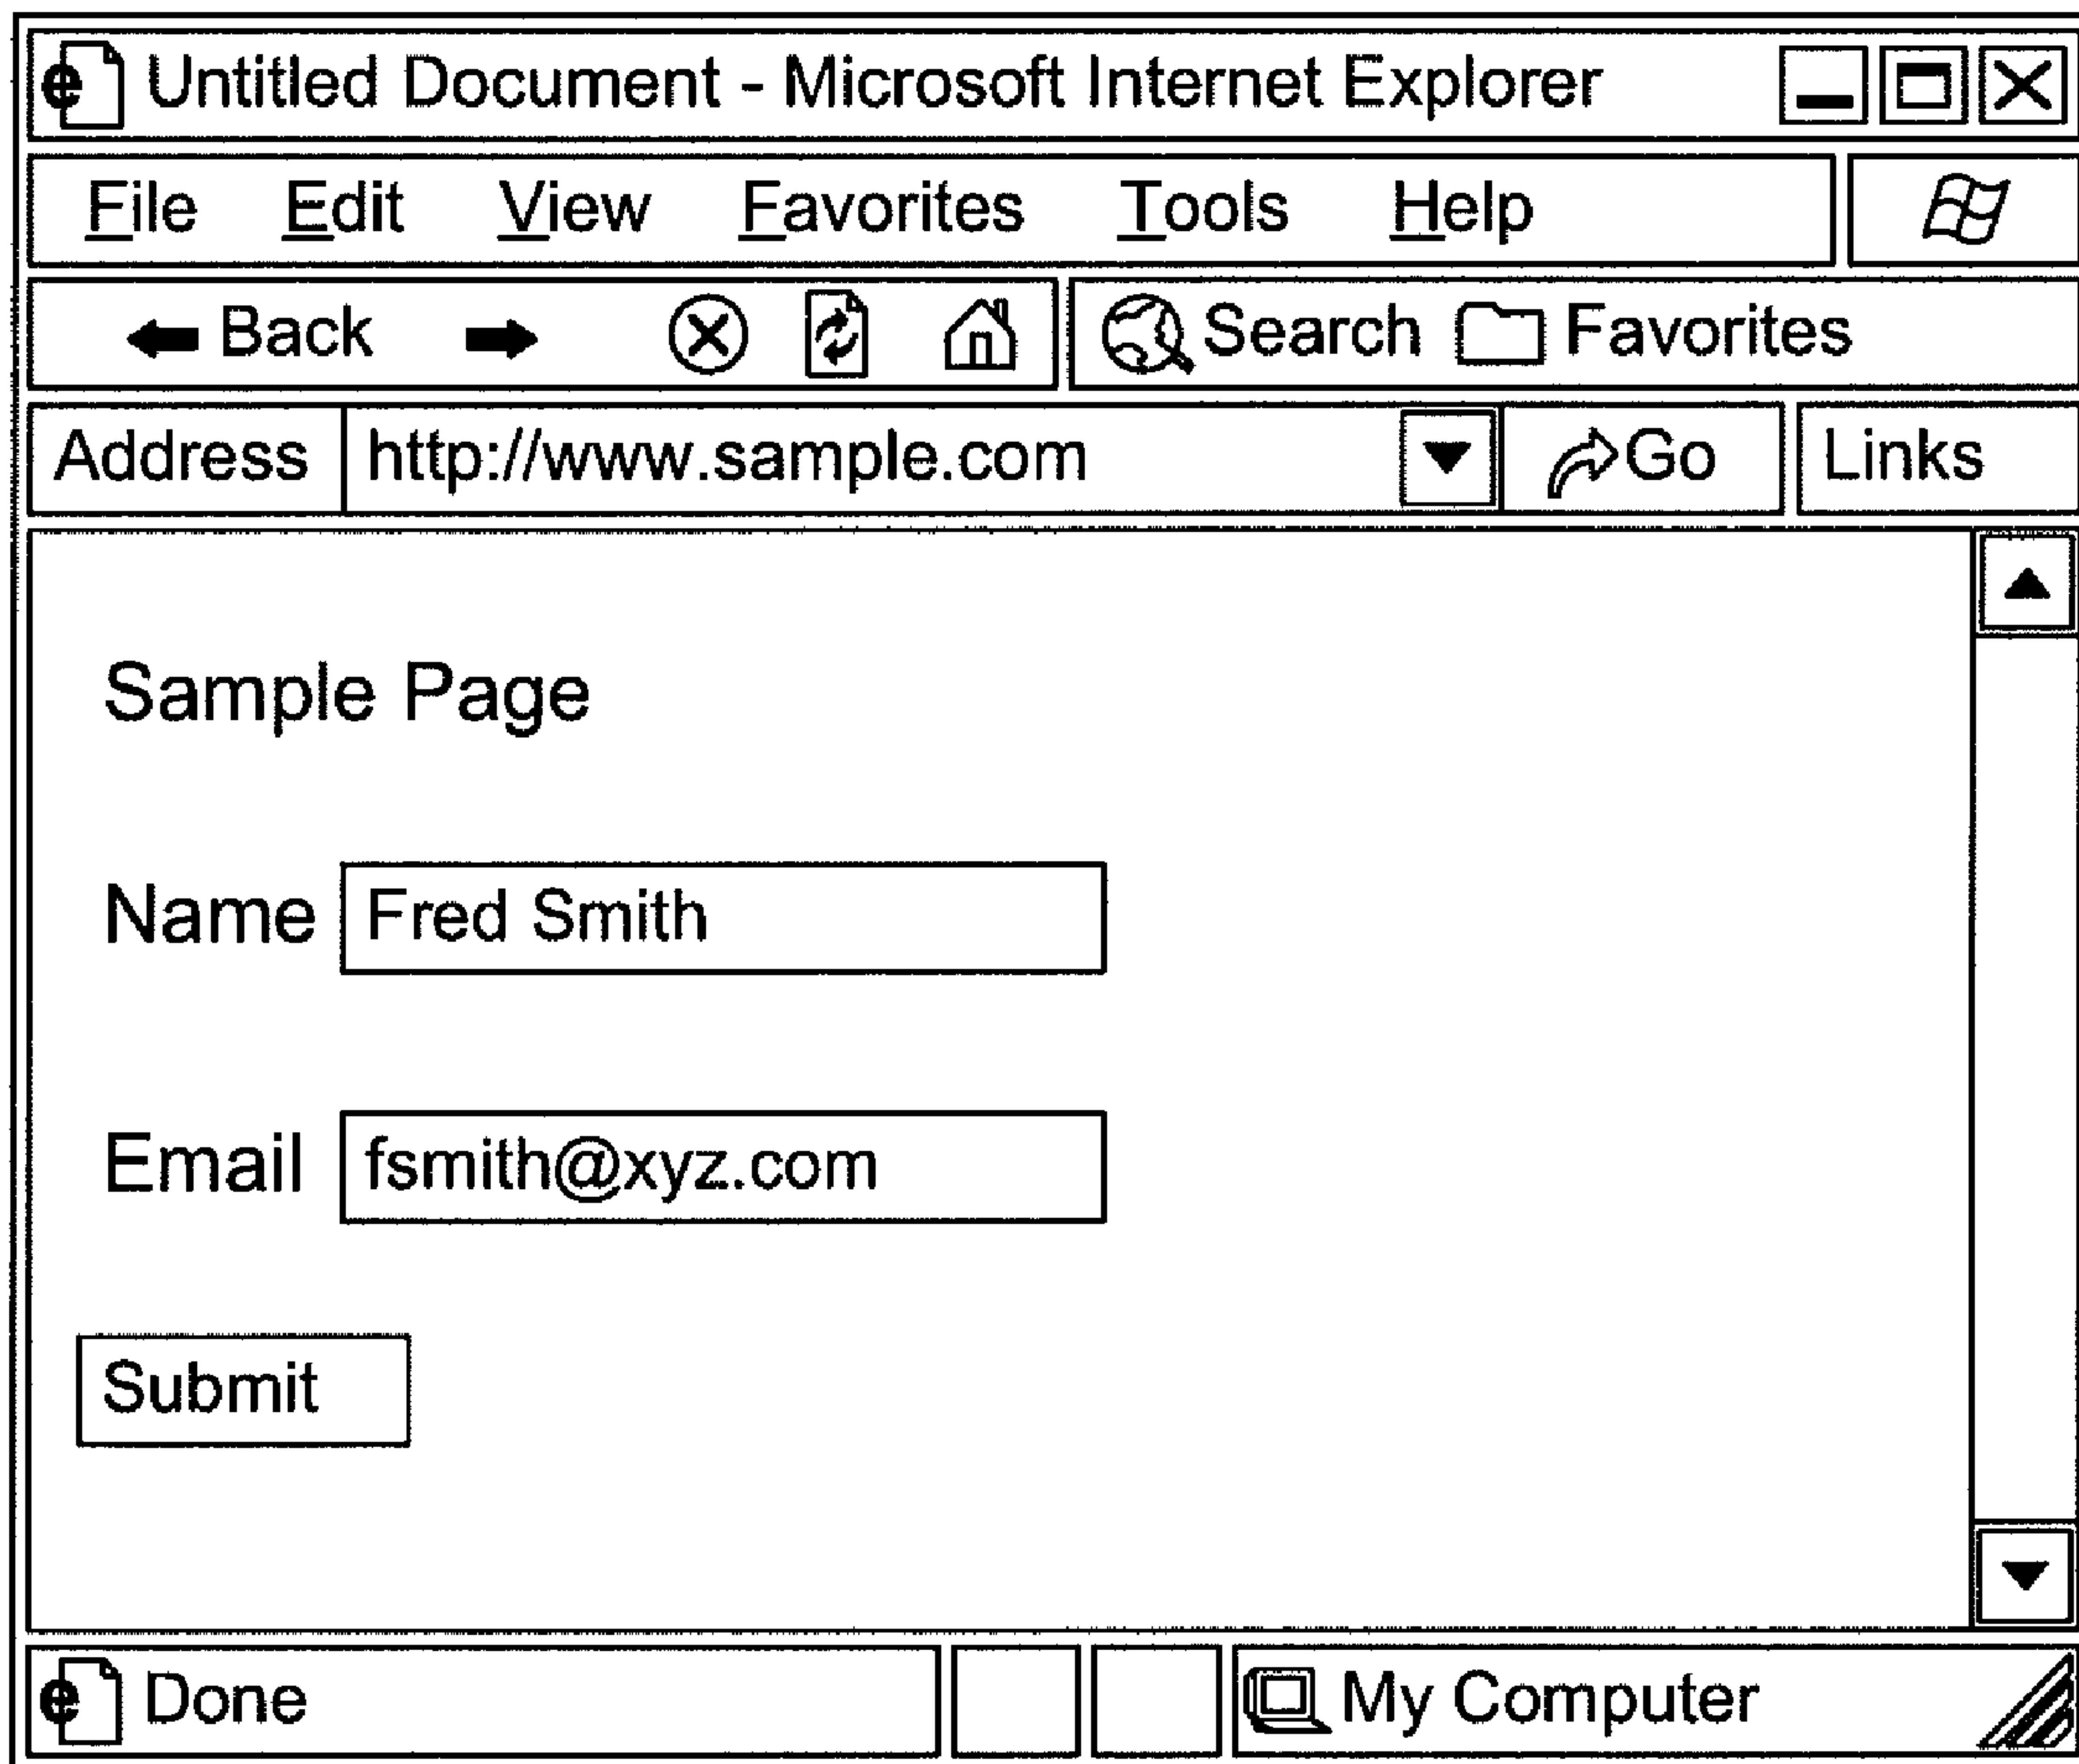 Untitled Document - Microsoft Internet Explorer
File Edit View Favorites Tools Help
Back Search Favorites
Address http://www.sample.com Go Links
Sample Page
Name Fred Smith
Email fsmith@xyz.com
Submit
Done My Computer